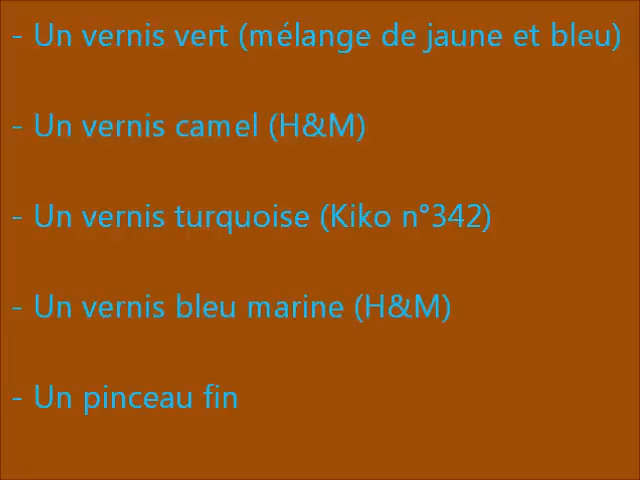 - Un vernis vert (mélange de jaune et bleu)
- Un vernis camel (H&M)
- Un vernis turquoise (Kiko n°342)
- Un vernis bleu marine (H&M)
- Un pinceau fin